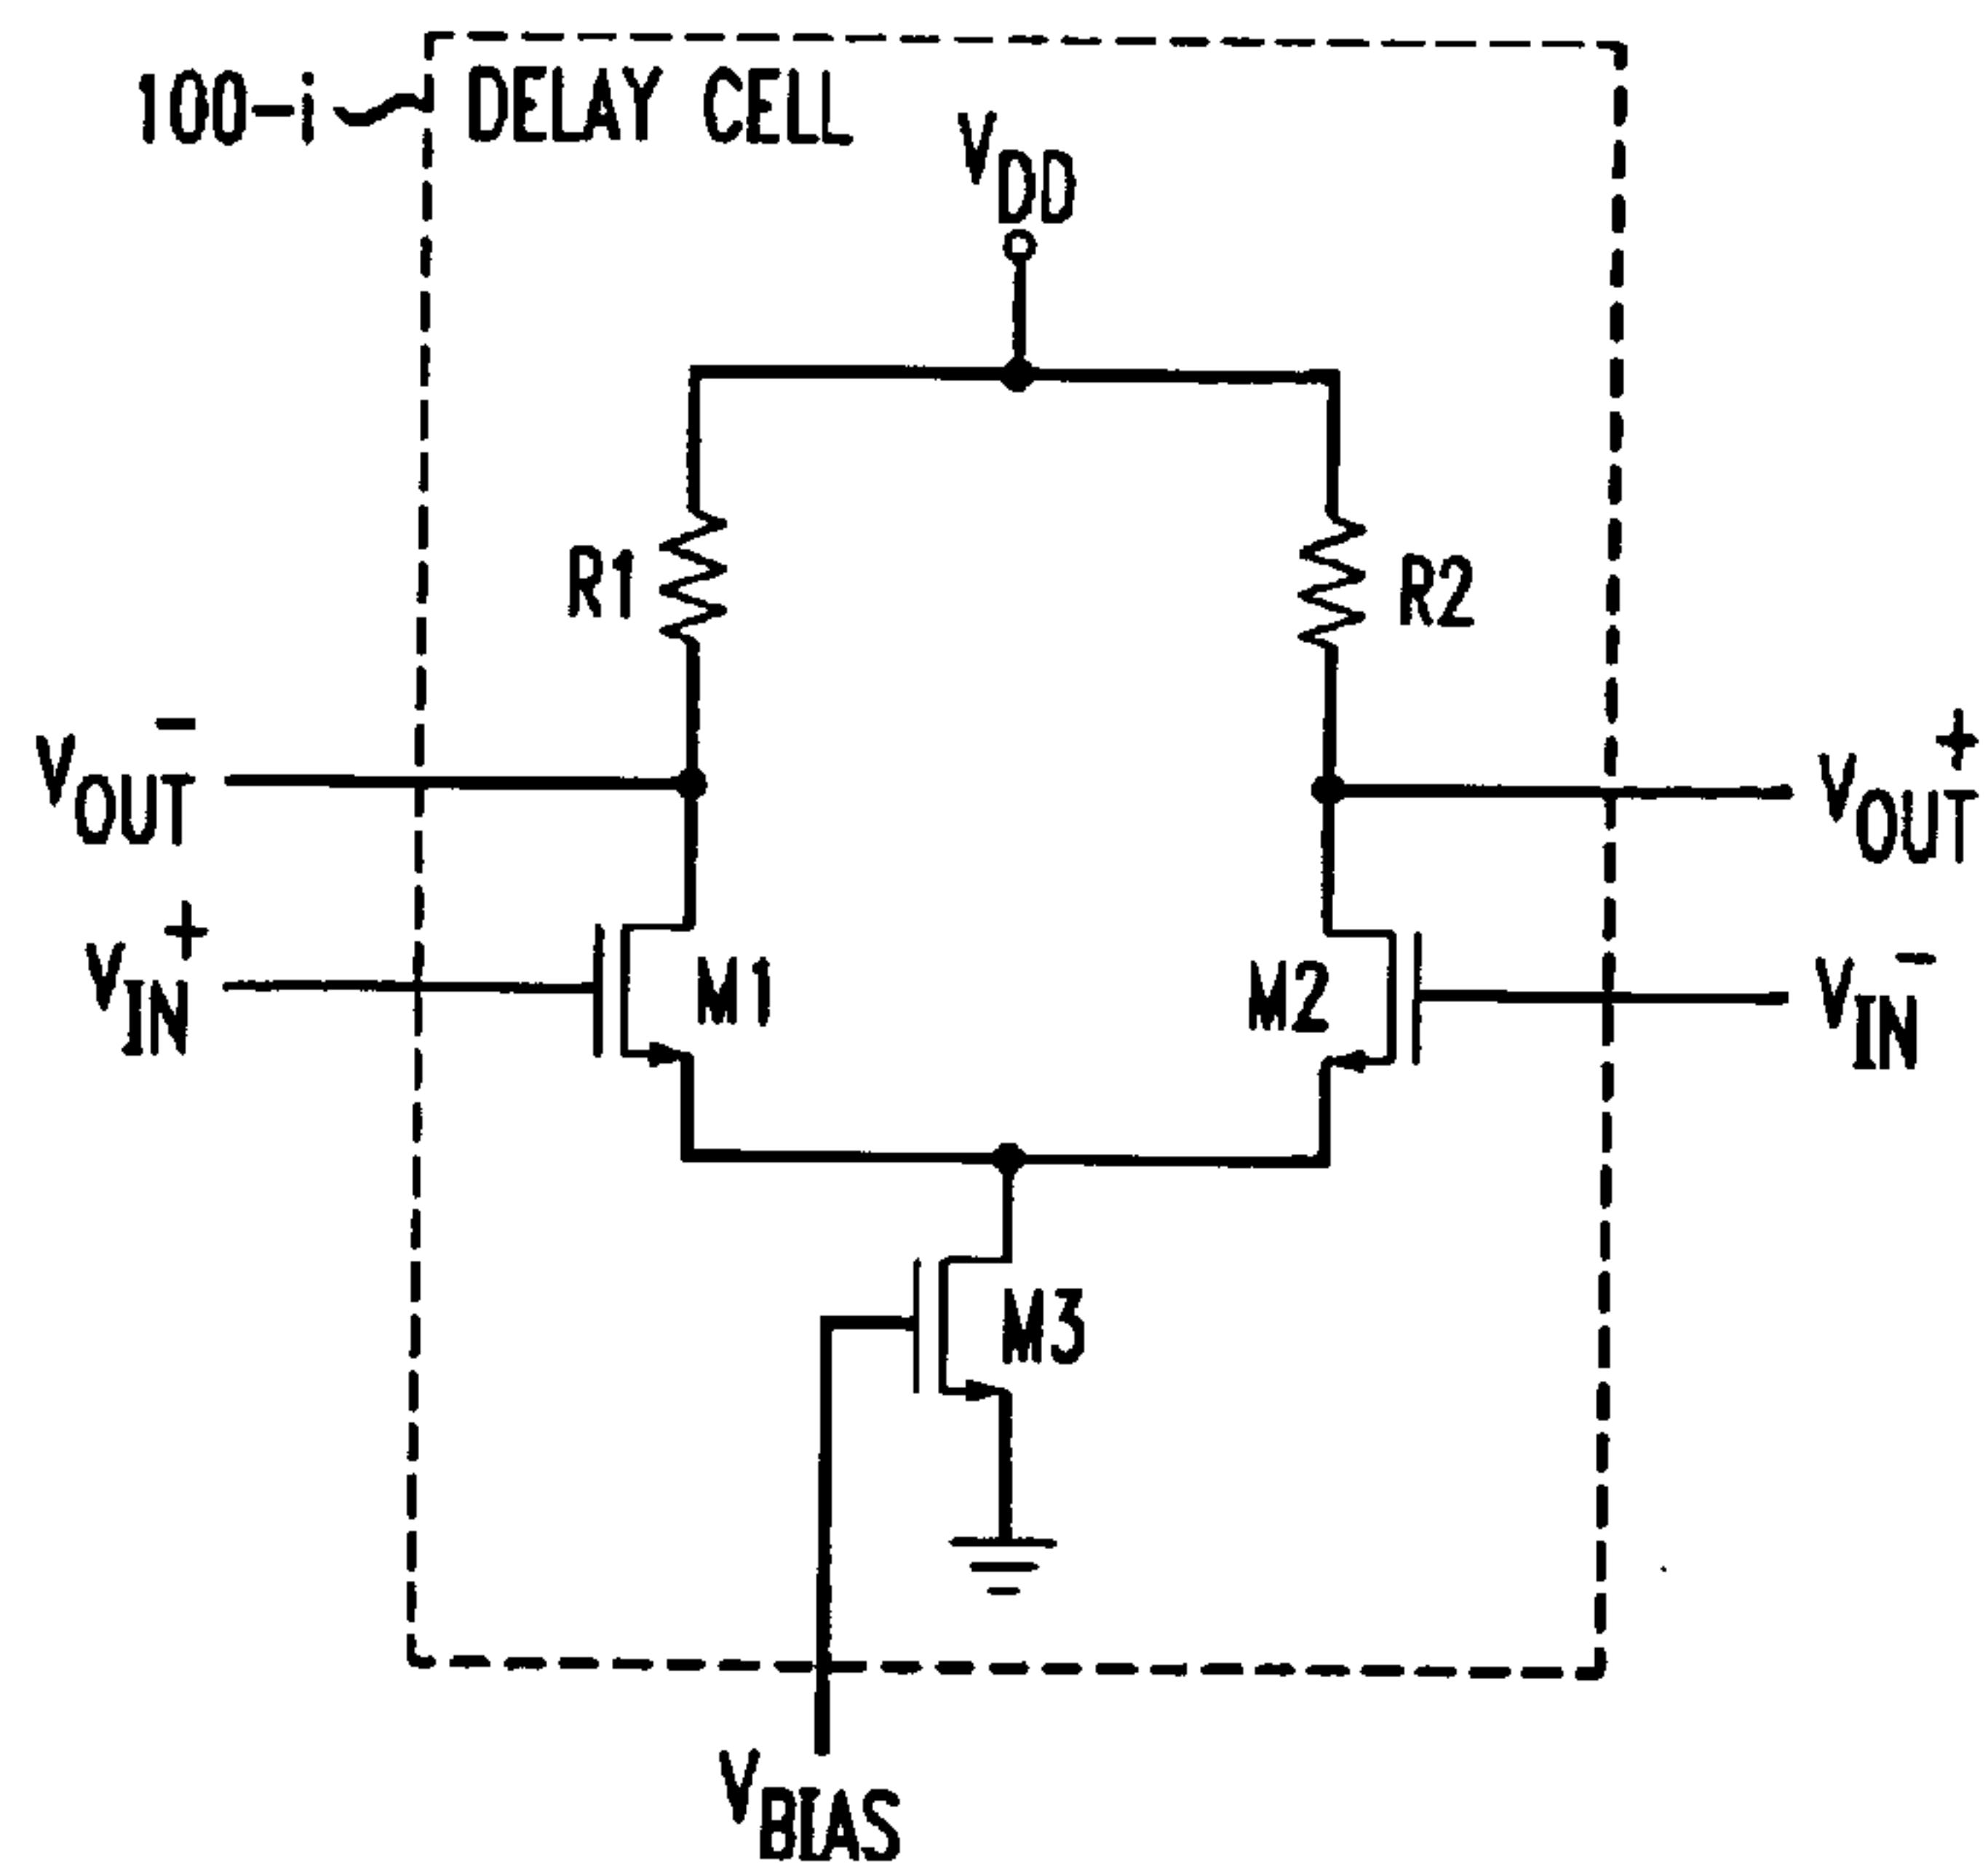 100-i DELAY CELL
VDD
R1
R2
VOUT−
VOUT+
VIN+
M1
M2
VIN−
M3
VBIAS